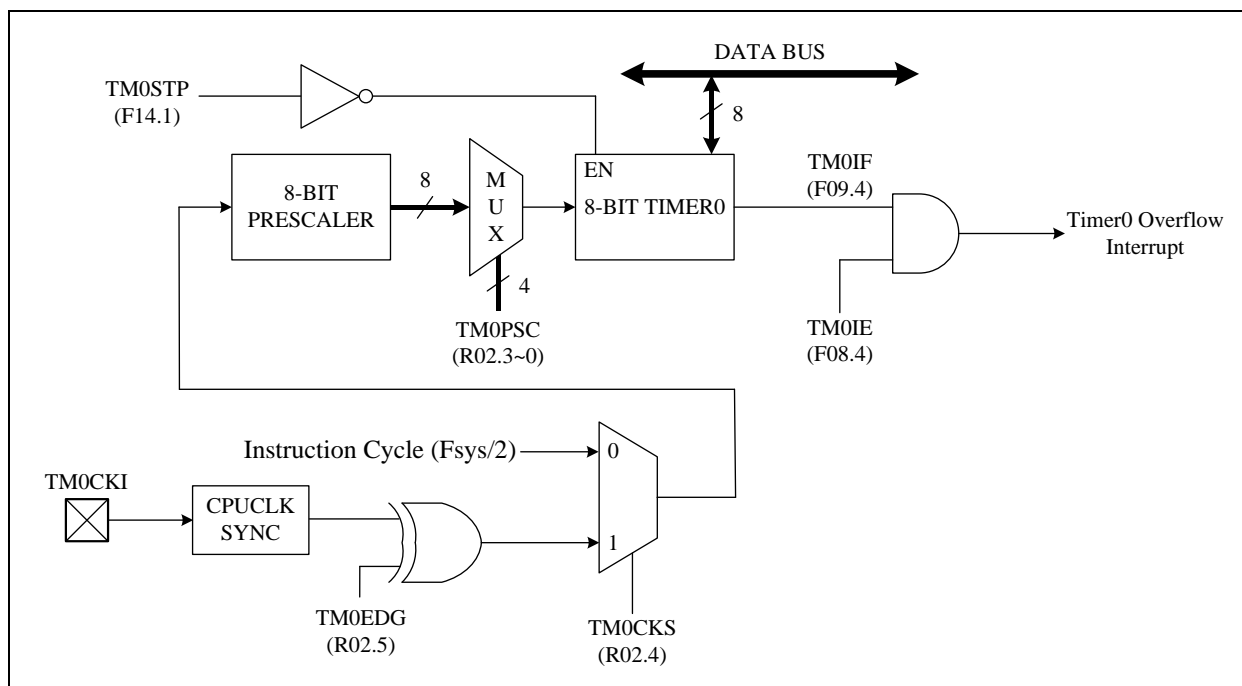 DATA BUS
TM0STP
(F14.1)
8
EN
8-BIT TIMER0
8-BIT
PRESCALER
8
M
U
X
4
TM0PSC
(R02.3~0)
TM0IF
(F09.4)
Timer0 Overflow
Interrupt
TM0IE
(F08.4)
Instruction Cycle (Fsys/2)
0
1
TM0CKI
CPUCLK
SYNC
TM0EDG
(R02.5)
TM0CKS
(R02.4)